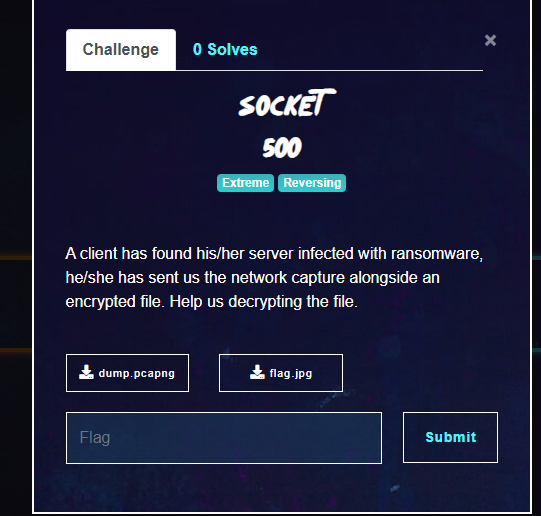 Challenge
0 Solves
×
SOCKET
500
Extreme Reversing
A client has found his/her server infected with ransomware,
he/she has sent us the network capture alongside an
encrypted file. Help us decrypting the file.
dump.pcapng
flag.jpg
Flag
Submit